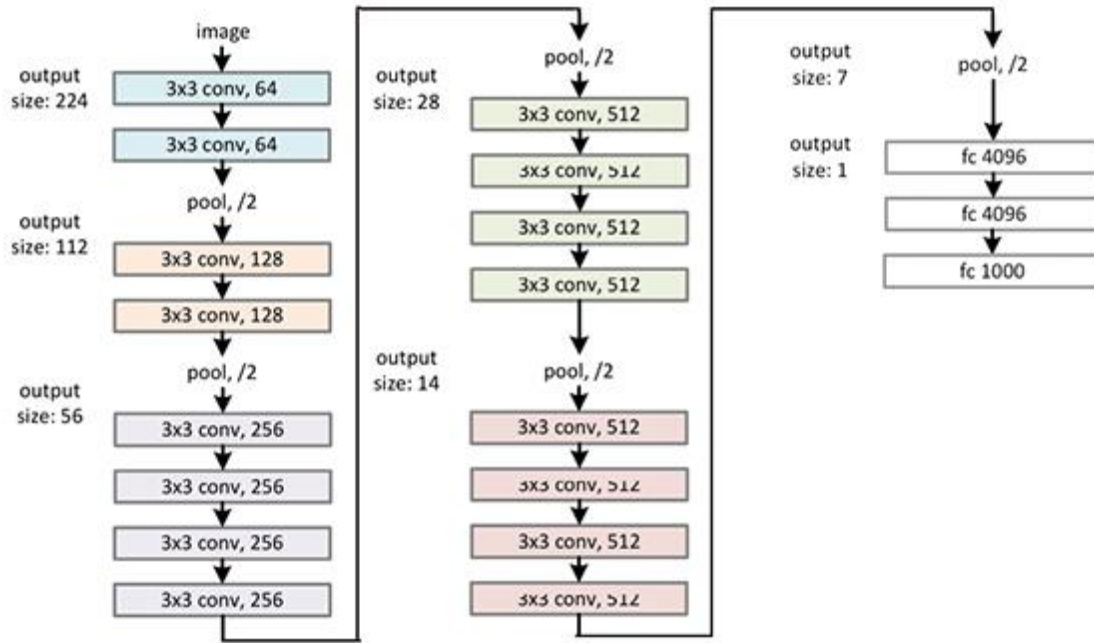 image
output
size: 224
3x3 conv, 64
3x3 conv, 64
pool, /2
output
size: 112
3x3 conv, 128
3x3 conv, 128
pool, /2
output
size: 56
3x3 conv, 256
3x3 conv, 256
3x3 conv, 256
3x3 conv, 256
pool, /2
output
size: 28
3x3 conv, 512
3x3 conv, 512
3x3 conv, 512
3x3 conv, 512
output
size: 14
pool, /2
3x3 conv, 512
3x3 conv, 512
3x3 conv, 512
3x3 conv, 512
output
size: 7
pool, /2
output
size: 1
fc 4096
fc 4096
fc 1000